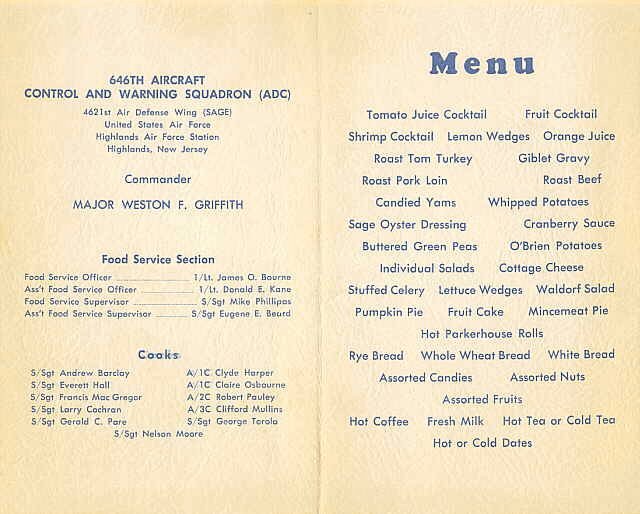 646TH AIRCRAFT
CONTROL AND WARNING SQUADRON (ADC)
4621st Air Defense Wing (SAGE)
United States Air Force
Highlands Air Force Station
Highlands, New Jersey
Commander
MAJOR WESTON F. GRIFFITH
Food Service Section
Food Service Officer 1/Lt. James O. Bourne
Ass't Food Service Officer 1/Lt. Donald E. Kane
Food Service Supervisor S/Sgt Mike Phillipas
Ass't Food Service Supervisor S/Sgt Eugene E. Beurd
Cooks
S/Sgt Andrew Barclay A/1C Clyde Harper
S/Sgt Everett Hall A/1C Claire Osbourne
S/Sgt Francis MacGregor A/2C Robert Pauley
S/Sgt Larry Cochran A/3C Clifford Mullins
S/Sgt Gerald C. Pare S/Sgt George Torola
S/Sgt Nelson Moore
Menu
Tomato Juice Cocktail Fruit Cocktail
Shrimp Cocktail Lemon Wedges Orange Juice
Roast Tom Turkey Giblet Gravy
Roast Pork Loin Roast Beef
Candied Yams Whipped Potatoes
Sage Oyster Dressing Cranberry Sauce
Buttered Green Peas O'Brien Potatoes
Individual Salads Cottage Cheese
Stuffed Celery Lettuce Wedges Waldorf Salad
Pumpkin Pie Fruit Cake Mincemeat Pie
Hot Parkerhouse Rolls
Rye Bread Whole Wheat Bread White Bread
Assorted Candies Assorted Nuts
Assorted Fruits
Hot Coffee Fresh Milk Hot Tea or Cold Tea
Hot or Cold Dates